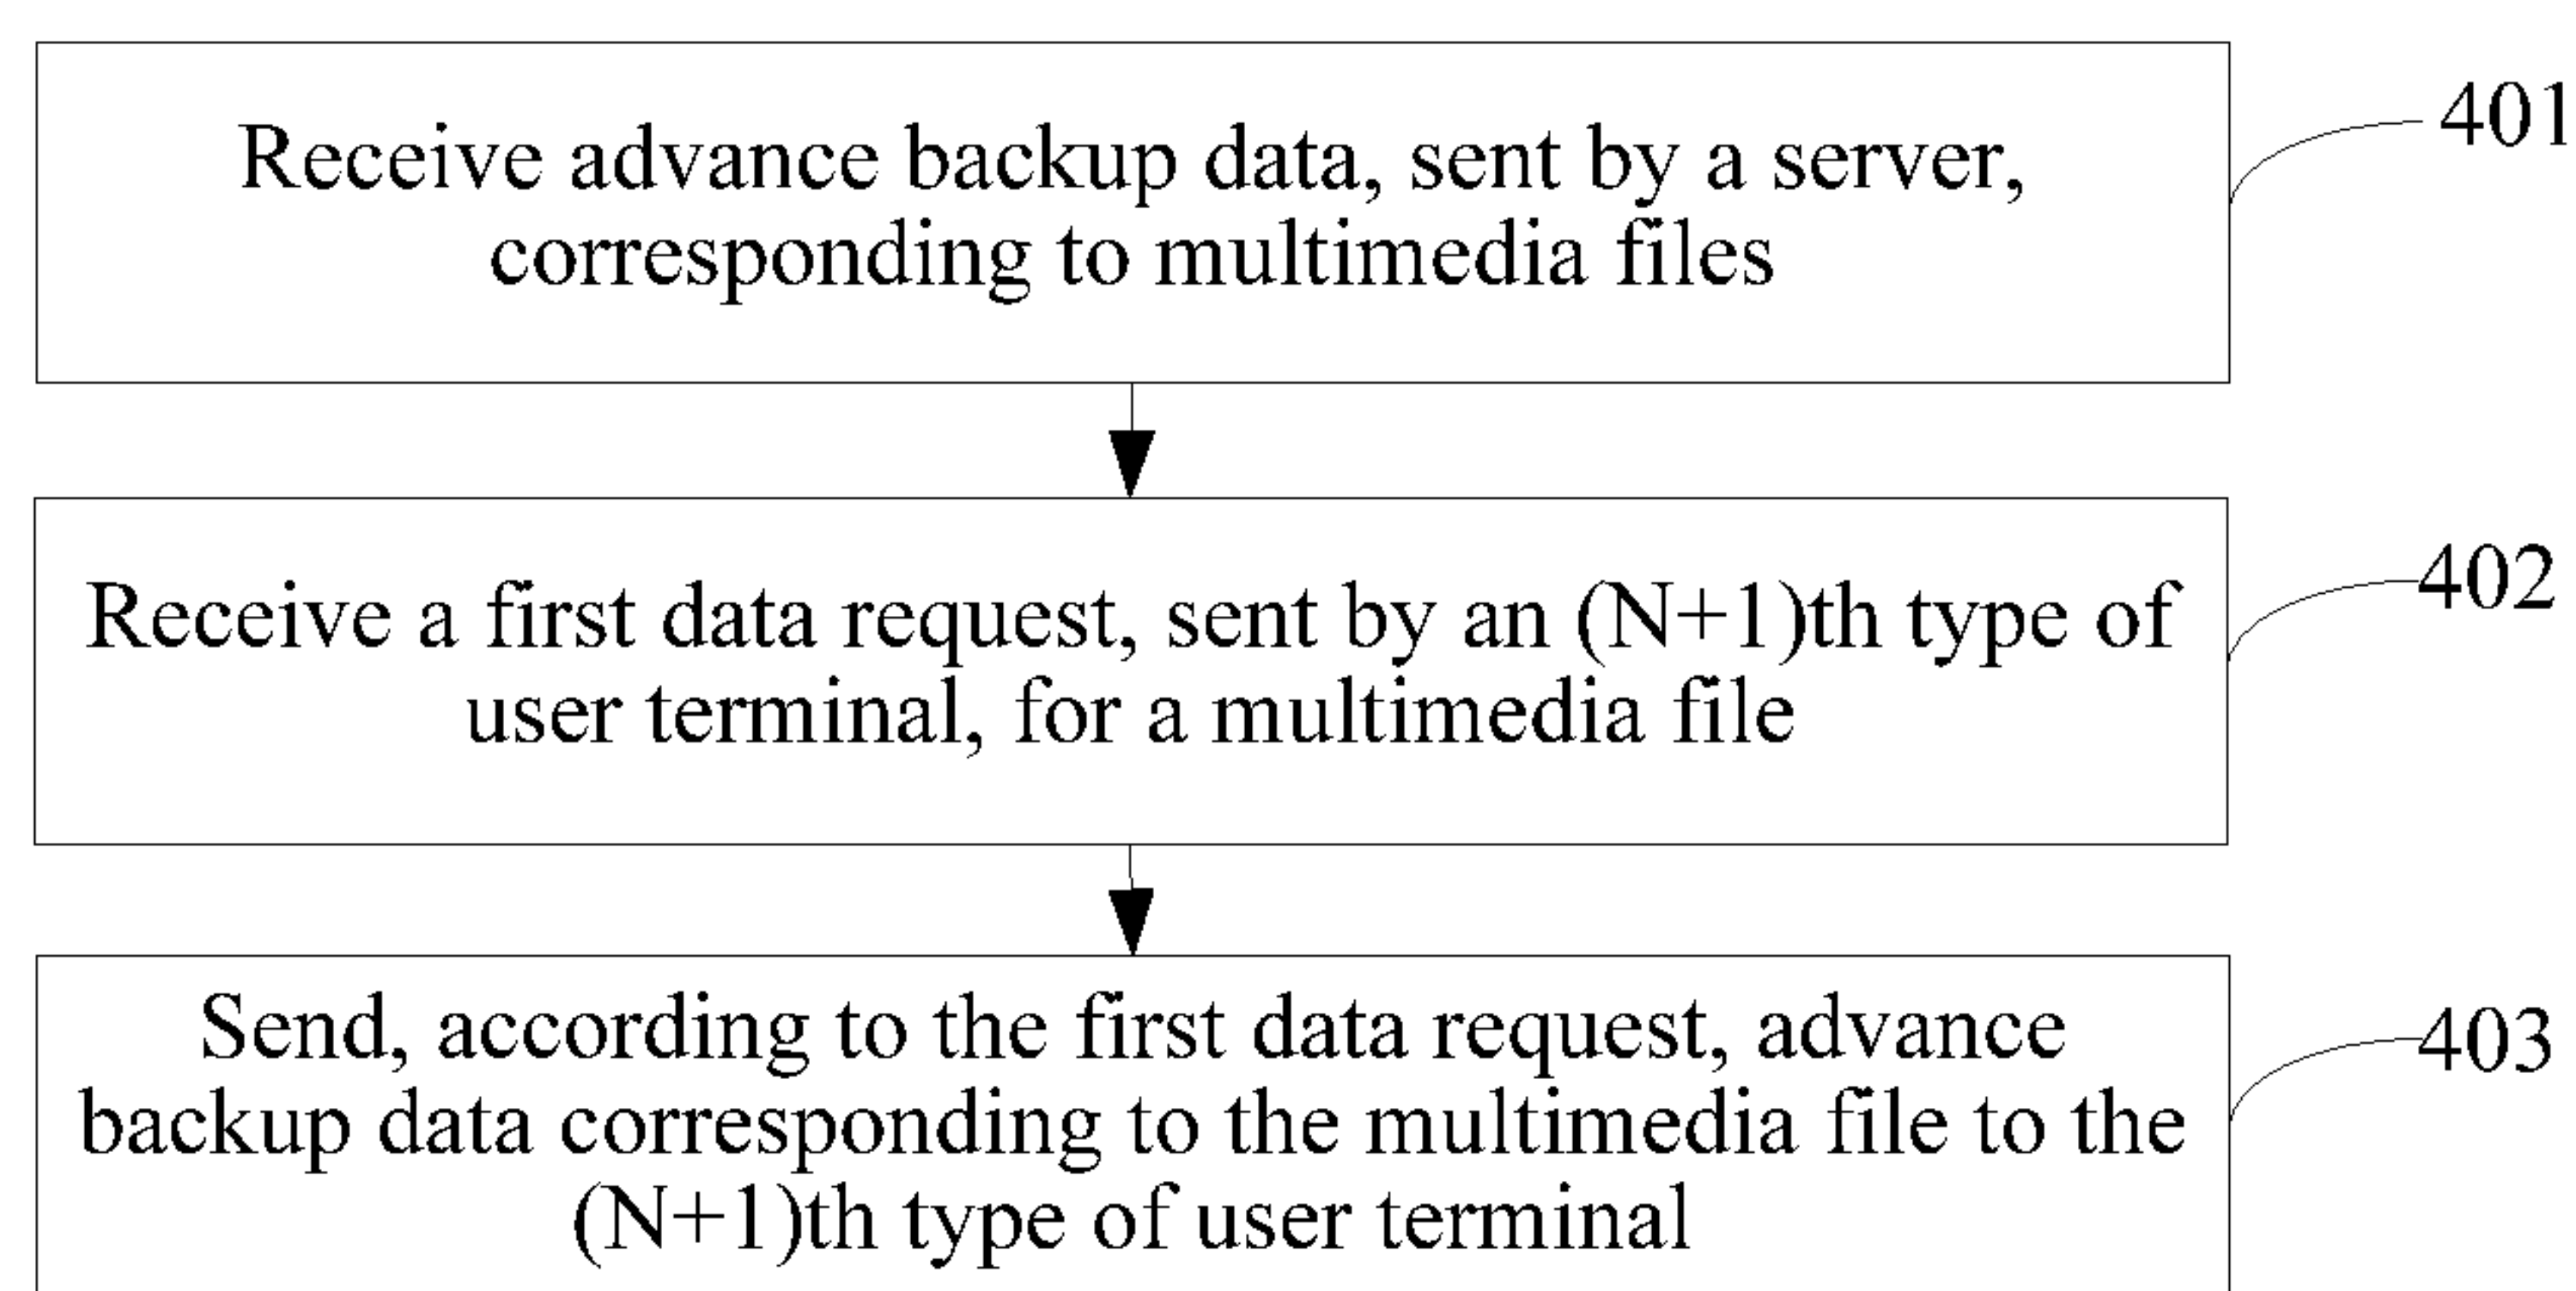 Receive advance backup data, sent by a server,
corresponding to multimedia files
401
Receive a first data request, sent by an (N+1)th type of
user terminal, for a multimedia file
402
Send, according to the first data request, advance
backup data corresponding to the multimedia file to the
(N+1)th type of user terminal
403